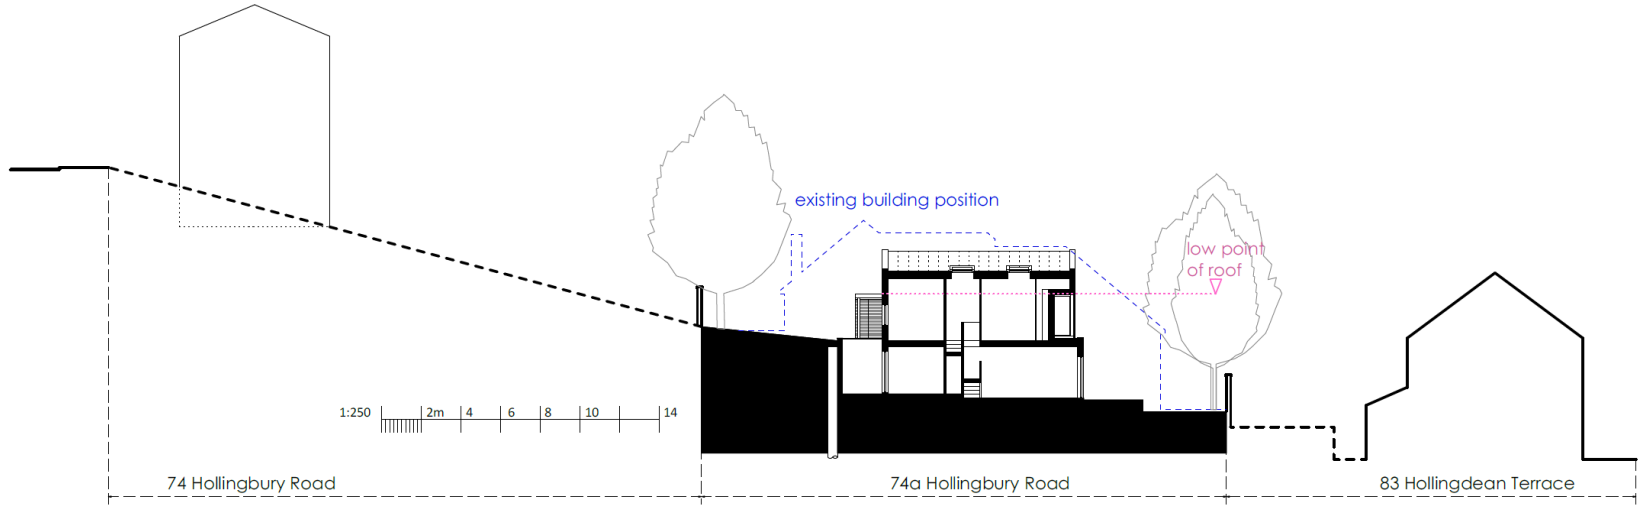 existing building position
low point
of roof
1:250 2m 4 6 8 10 14
74 Hollingbury Road
74a Hollingbury Road
83 Hollingdean Terrace